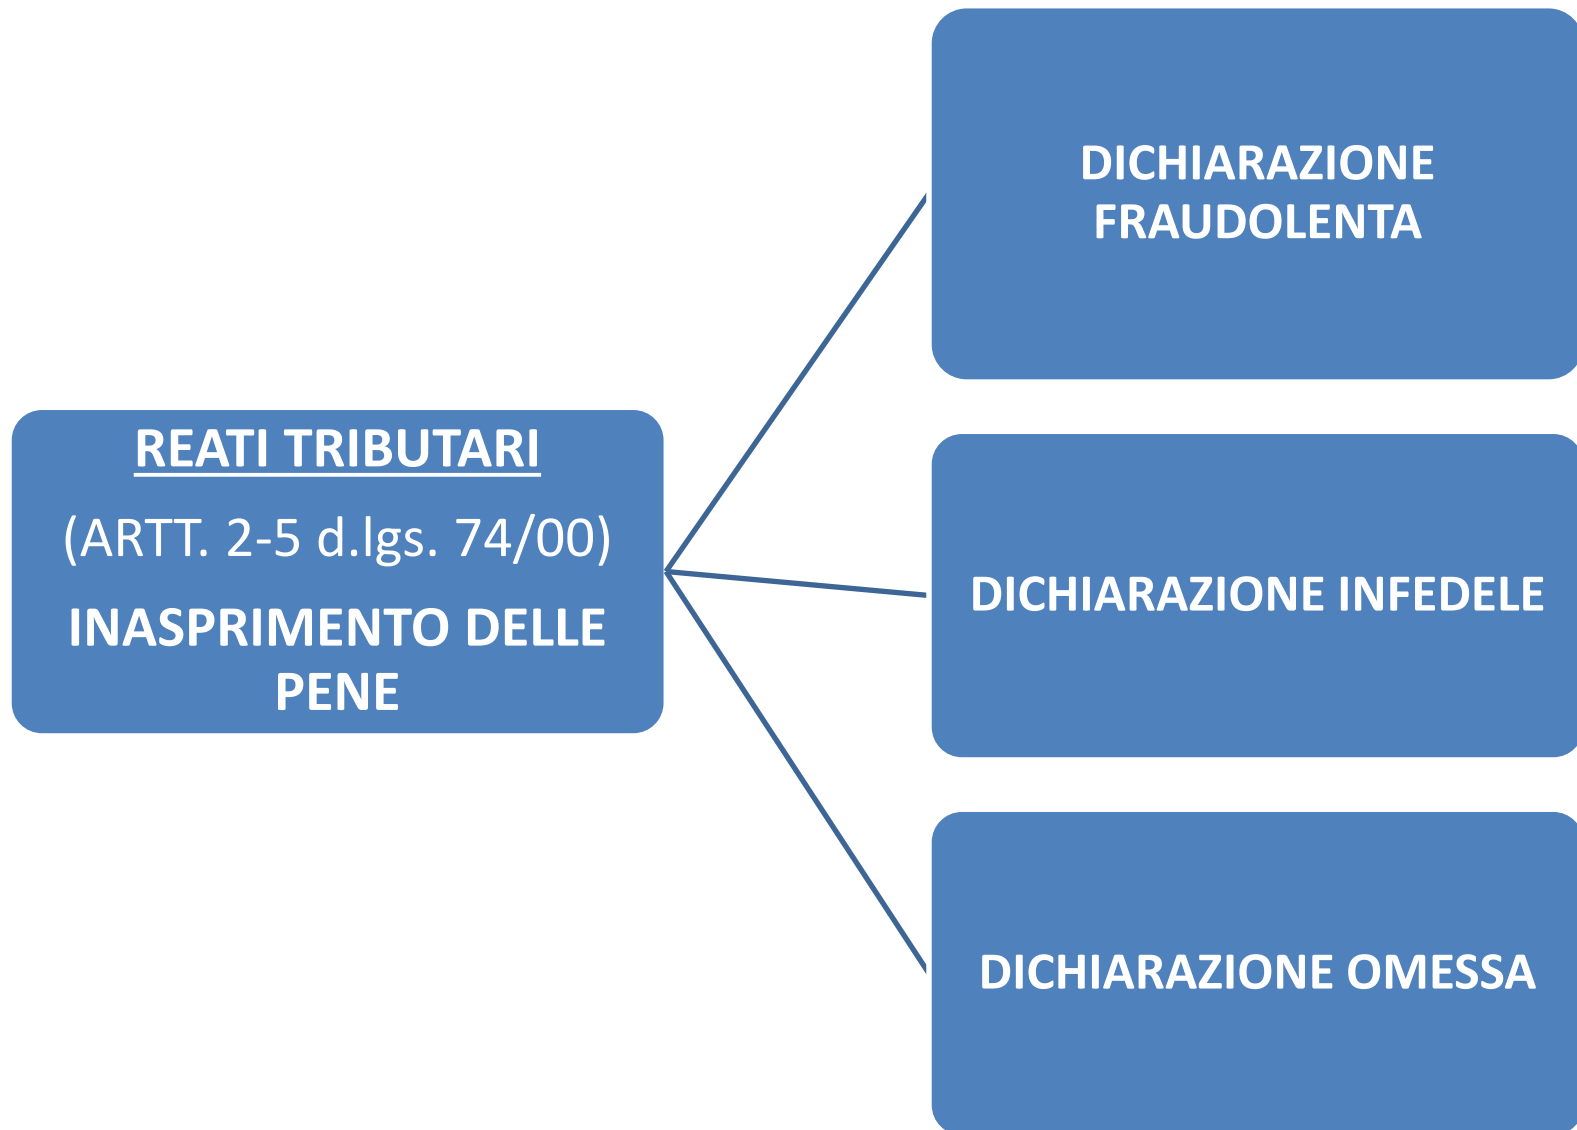 REATI TRIBUTARI
(ARTT. 2-5 d.lgs. 74/00)
INASPRIMENTO DELLE
PENE
DICHIARAZIONE
FRAUDOLENTA
DICHIARAZIONE INFEDELE
DICHIARAZIONE OMESSA